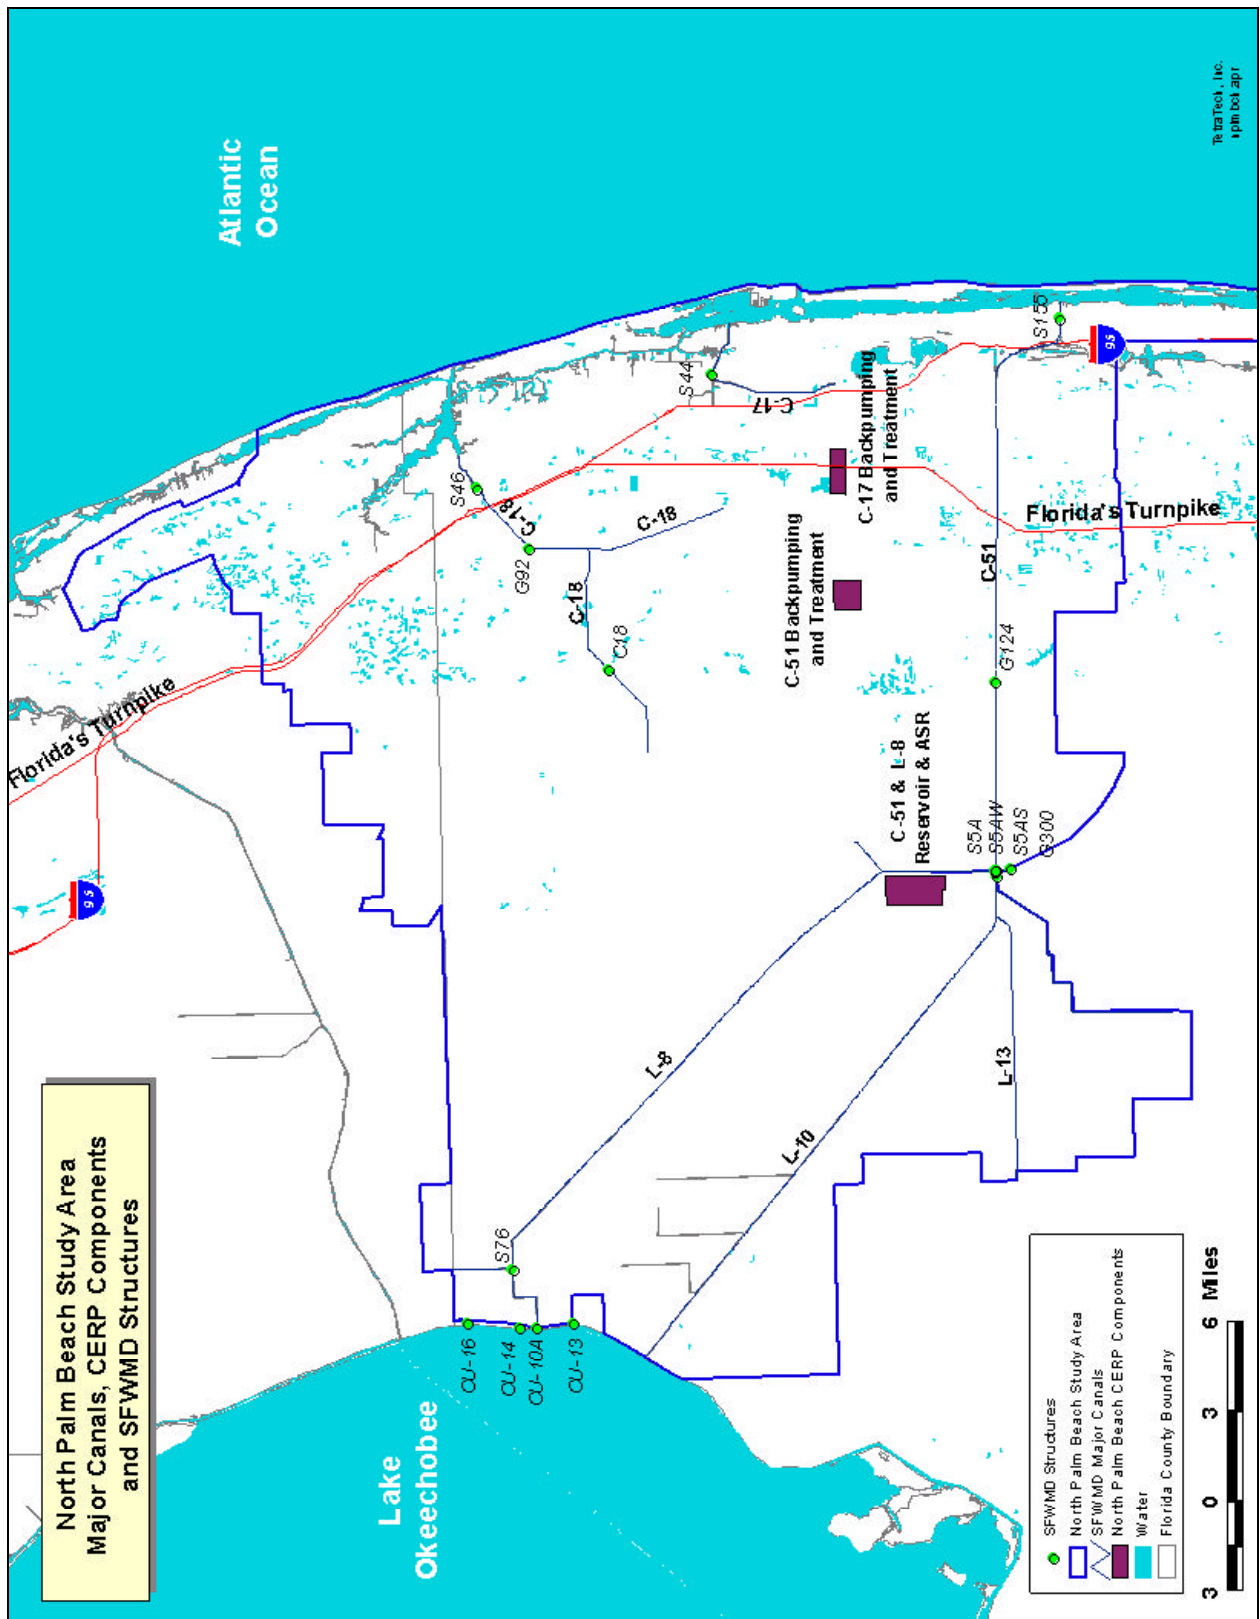 North Palm Beach Study Area
Major Canals, CERP Components
and SFWMD Structures
Atlantic
Ocean
Lake
Okeechobee
Florida's Turnpike
95
CU-16
CU-14
CU-10A
CU-13
S76
L-8
L-10
L-13
S46
C-18
G92
C-18
C-18
C18
S44
C-17
C-17 Backpumping
and Treatment
C-51 Backpumping
and Treatment
C-51 & L-8
Reservoir & ASR
S5A
S5AW
S5AS
G300
G124
C-51
Florida's Turnpike
95
S155
SFWMD Structures
North Palm Beach Study Area
SFWMD Major Canals
North Palm Beach CERP Components
Water
Florida County Boundary
3 0 3 6 Miles
TetraTech, Inc.